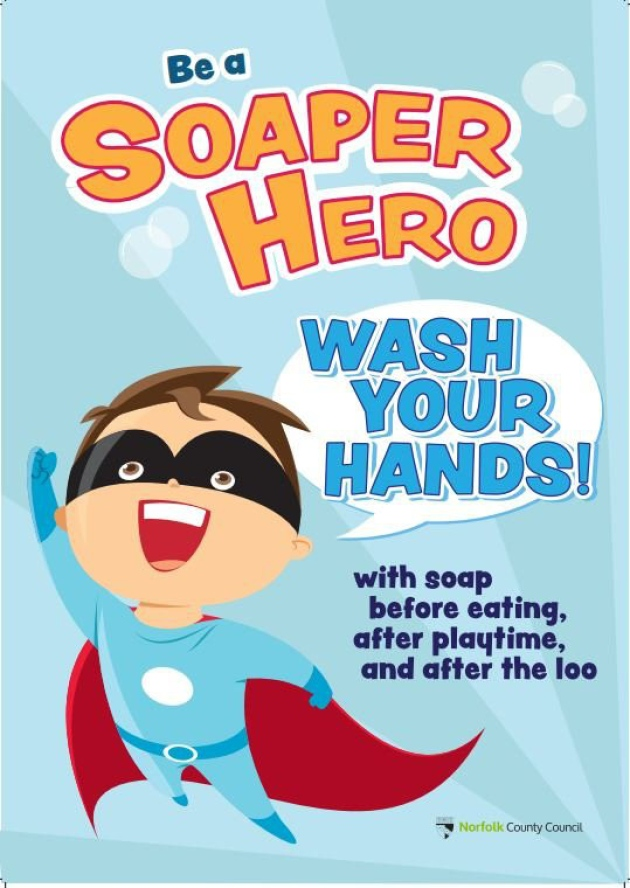 Be a
SOAPER
HERO
WASH
YOUR
HANDS!
with soap
before eating,
after playtime,
and after the loo
Norfolk County Council